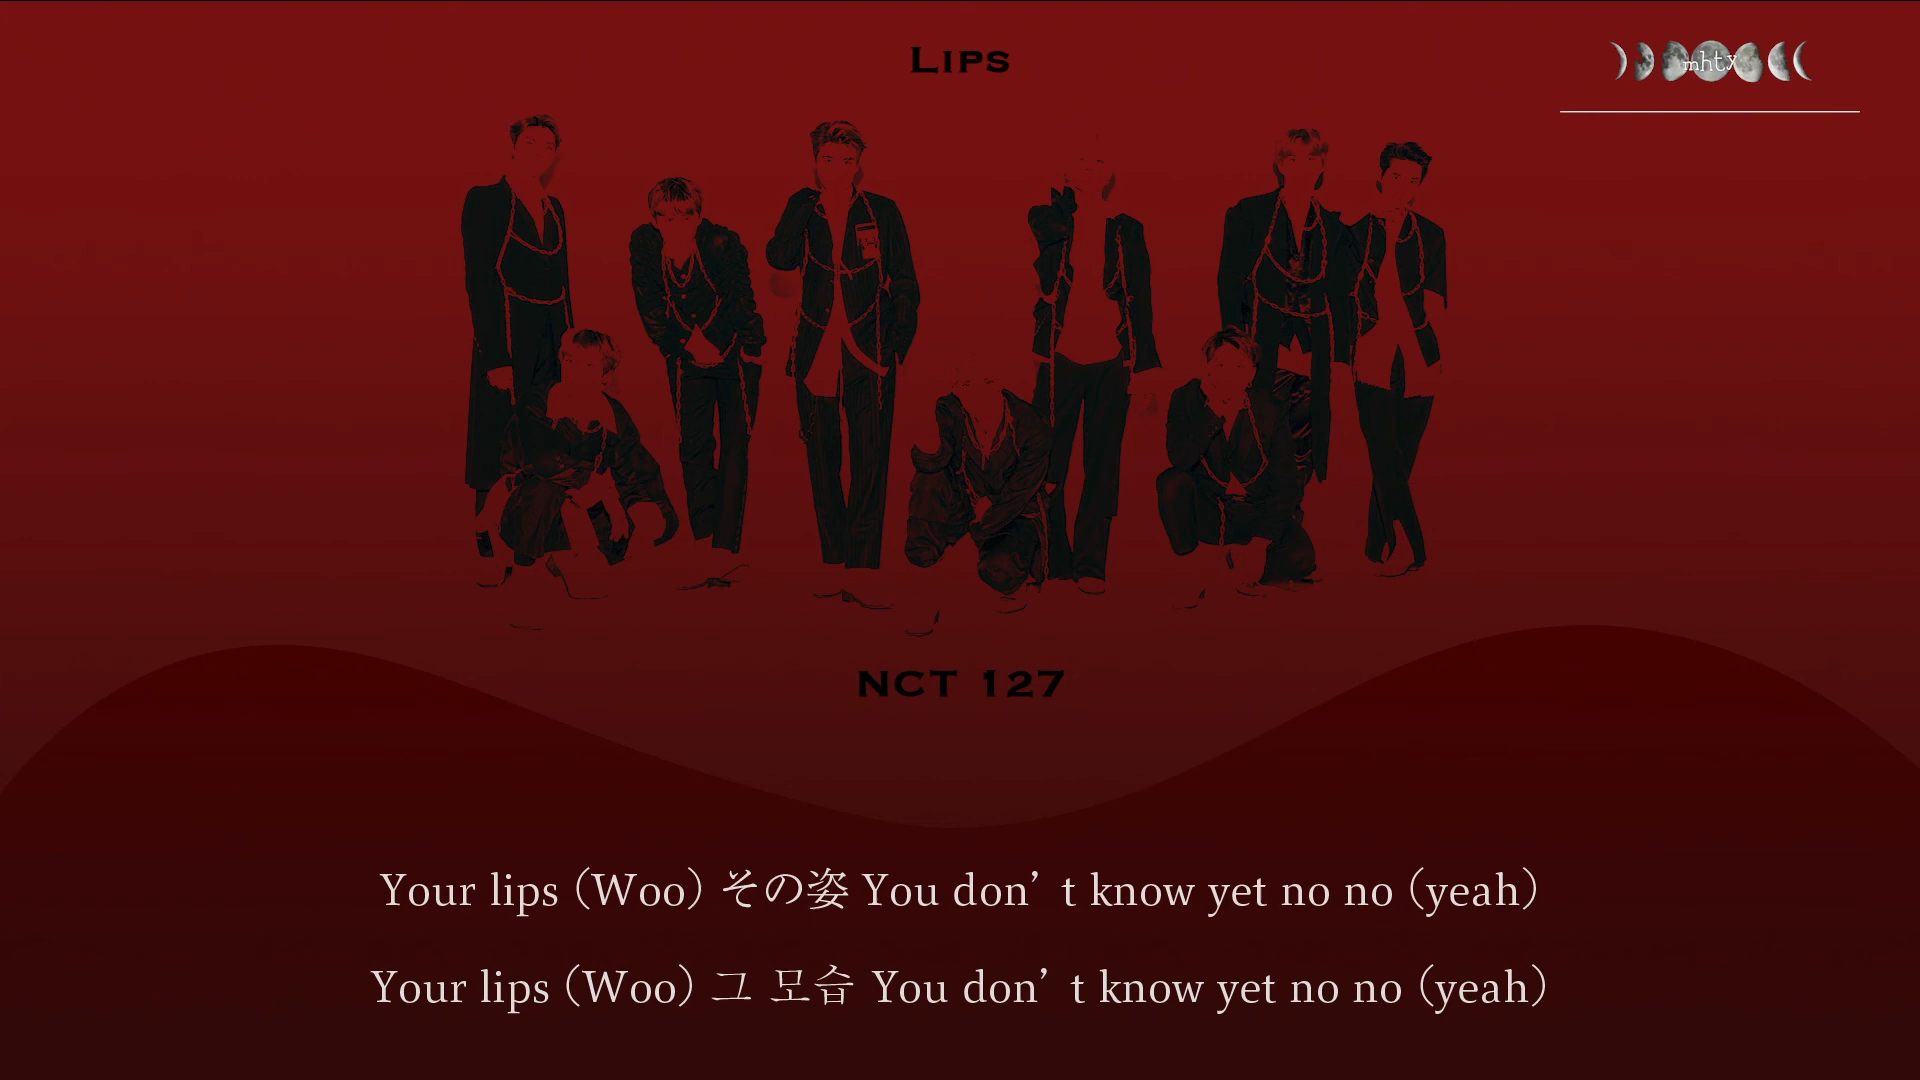 Lips
mhtx
NCT 127
Your lips (Woo) その姿 You don’t know yet no no (yeah)
Your lips (Woo) 그 모습 You don’t know yet no no (yeah)